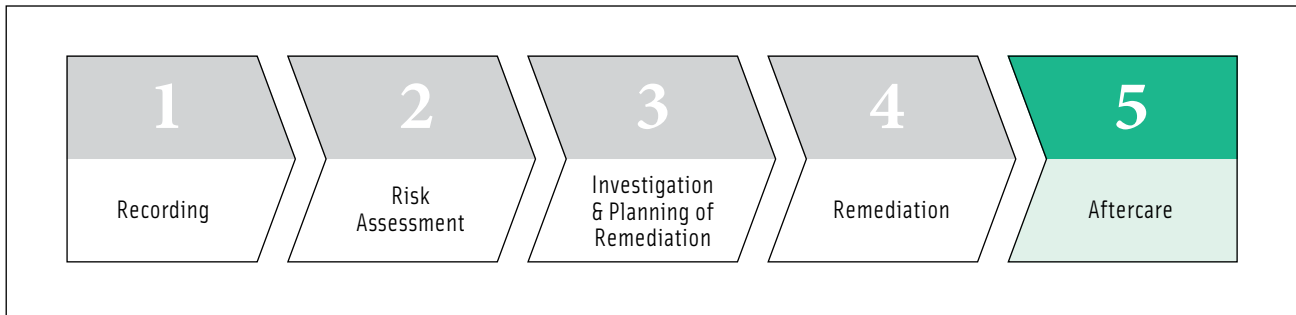 1
Recording
2
Risk
Assessment
3
Investigation
& Planning of
Remediation
4
Remediation
5
Aftercare